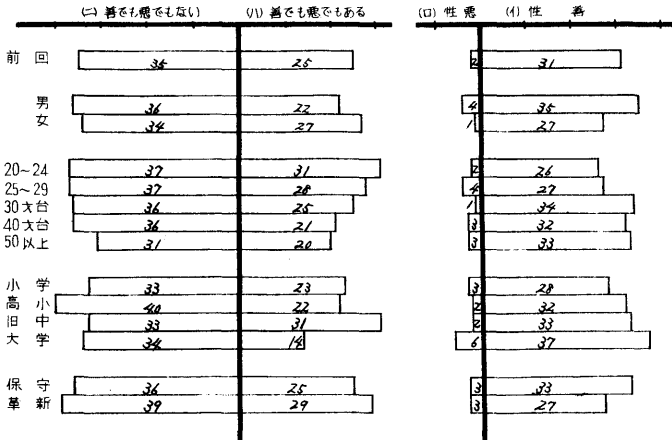 (ニ) 善でも悪でもない (ハ) 善でも悪でもある (ロ) 性悪 (イ) 性善
前回 35 25 2 31
男 36 22 4 35
女 34 27 1 27
20~24 37 31 2 26
25~29 37 28 4 27
30才台 36 25 1 34
40才台 36 21 3 32
50以上 31 20 3 33
小学 33 23 3 28
高小 40 22 2 32
旧中 33 31 2 33
大学 34 14 6 37
保守 36 25 3 33
革新 39 29 3 27